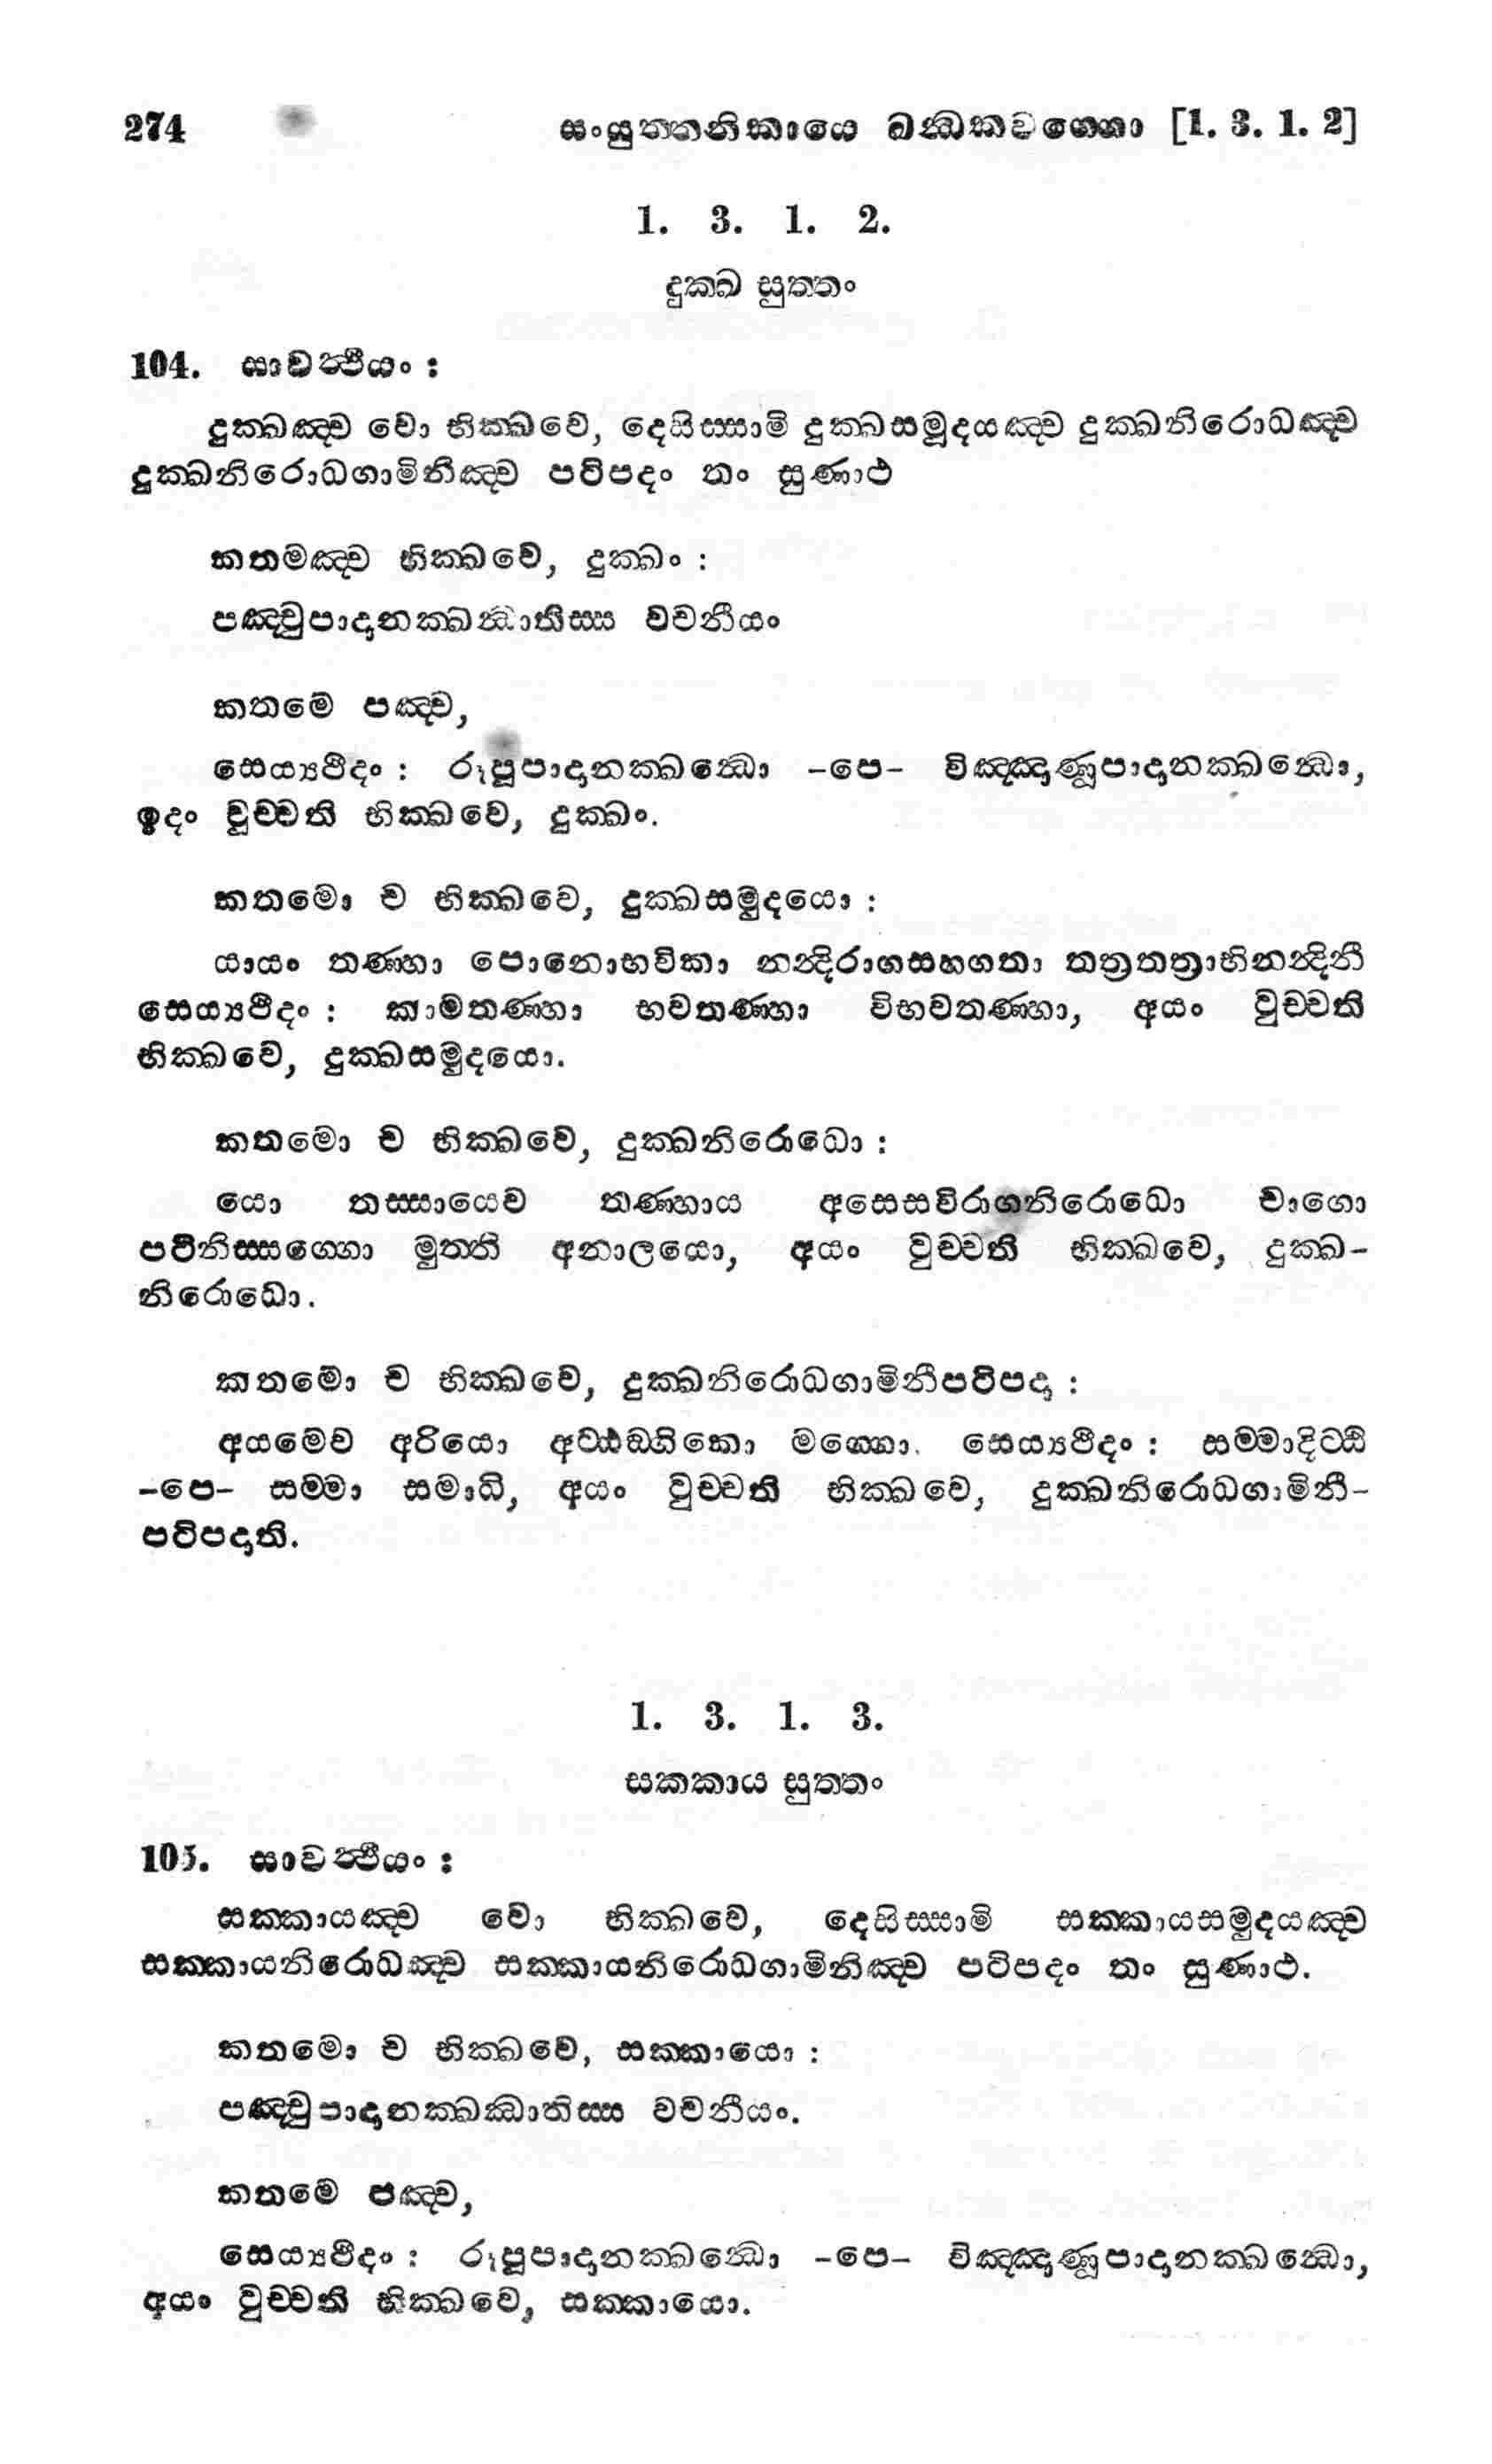 274 සංයුත්තනිකායෙ ඛන්ධකවග්ගො [1. 3. 1. 2]
1. 3. 1. 2.
දුක්ඛ සුත්තං
104. සාවත්ථියං :
දුක්ඛඤ්ච වො භික්ඛවෙ, දෙසිස්සාමි දුක්ඛසමුදයඤ්ච දුක්ඛනිරොධඤ්ච
දුක්ඛනිරොධගාමිනිඤ්ච පටිපදං තං සුණාථ
කතමඤ්ච භික්ඛවෙ, දුක්ඛං :
පඤ්චුපාදානක්ඛන්ධාතිස්ස වචනීයං
කතමේ පඤ්ච,
සෙය්‍යථිදං : රූපූපාදානක්ඛන්ධො -පෙ- විඤ්ඤාණූපාදානක්ඛන්ධො,
ඉදං වුච්චති භික්ඛවෙ, දුක්ඛං.
කතමො ච භික්ඛවෙ, දුක්ඛසමුදයො :
යායං තණ්හා පොනොභවිකා නන්දිරාගසහගතා තත්‍රතත්‍රාභිනන්දිනී
සෙය්‍යථිදං : කාමතණ්හා භවතණ්හා විභවතණ්හා, අයං වුච්චති
භික්ඛවෙ, දුක්ඛසමුදයො.
කතමො ච භික්ඛවෙ, දුක්ඛනිරොධො :
යො තස්සායෙව තණ්හාය අසෙසවිරාගනිරොධො චාගො
පටිනිස්සග්ගො මුත්ති අනාලයො, අයං වුච්චති භික්ඛවෙ, දුක්ඛ-
නිරොධො.
කතමො ච භික්ඛවෙ, දුක්ඛනිරොධගාමිනීපටිපදා :
අයමෙව අරියො අට්ඨඞ්ගිකො මග්ගො. සෙය්‍යථිදං : සම්මාදිට්ඨි
-පෙ- සම්මා සමාධි, අයං වුච්චති භික්ඛවෙ, දුක්ඛනිරොධගාමිනී-
පටිපදාති.
1. 3. 1. 3.
සක්කාය සුත්තං
105. සාවත්ථියං :
සක්කායඤ්ච වො භික්ඛවෙ, දෙසිස්සාමි සක්කායසමුදයඤ්ච
සක්කායනිරොධඤ්ච සක්කායනිරොධගාමිනිඤ්ච පටිපදං තං සුණාථ.
කතමො ච භික්ඛවෙ, සක්කායො :
පඤ්චුපාදානක්ඛන්ධාතිස්ස වචනීයං.
කතමෙ පඤ්ච,
සෙය්‍යථිදං : රූපූපාදානක්ඛන්ධො -පෙ- විඤ්ඤාණූපාදානක්ඛන්ධො,
අයං වුච්චති භික්ඛවෙ, සක්කායො.